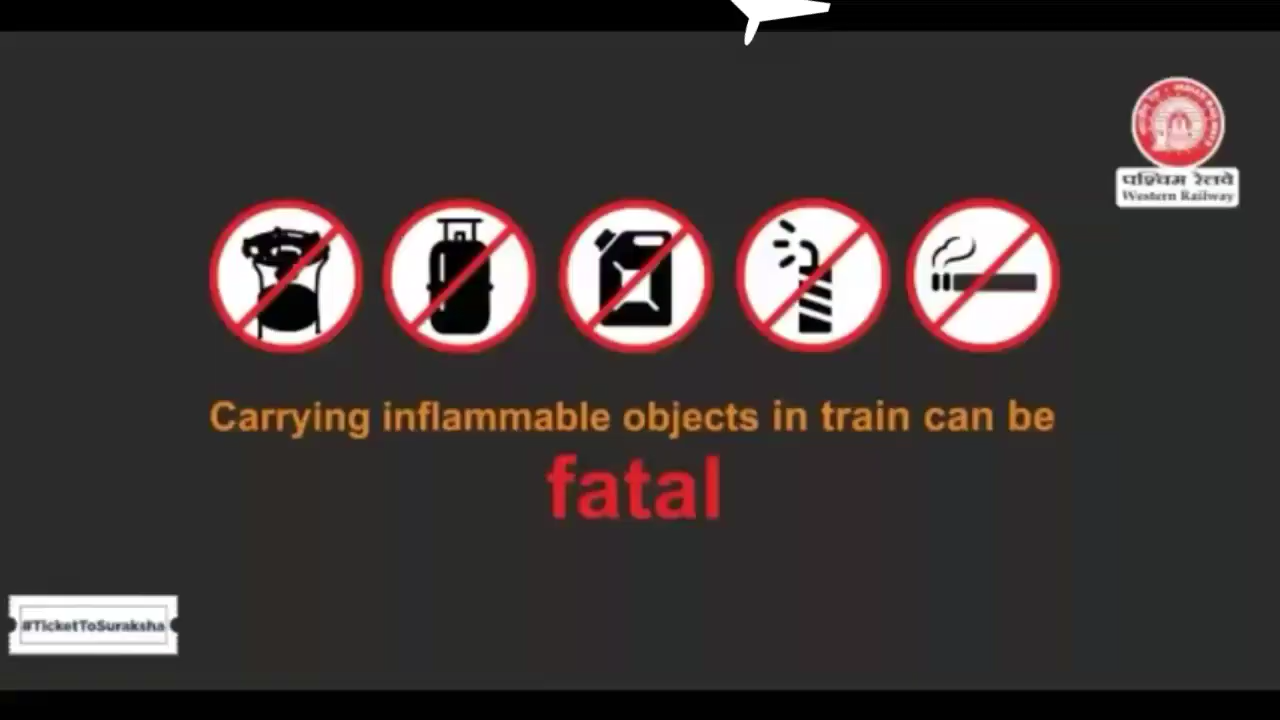 पश्चिम रेलवे
Western Railway
Carrying inflammable objects in train can be
fatal
#TicketToSuraksha